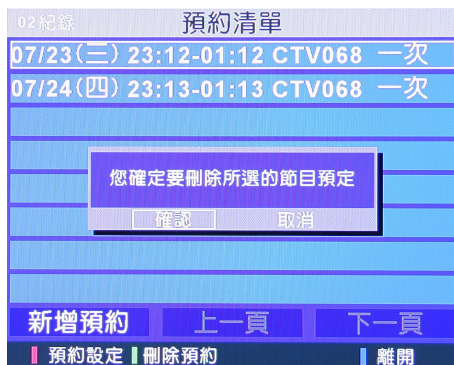 02紀錄 預約清單
07/23(三) 23:12-01:12 CTV068 一次
07/24(四) 23:13-01:13 CTV068 一次
您確定要刪除所選的節目預定
確認 取消
新增預約 上一頁 下一頁
預約設定 刪除預約 離開